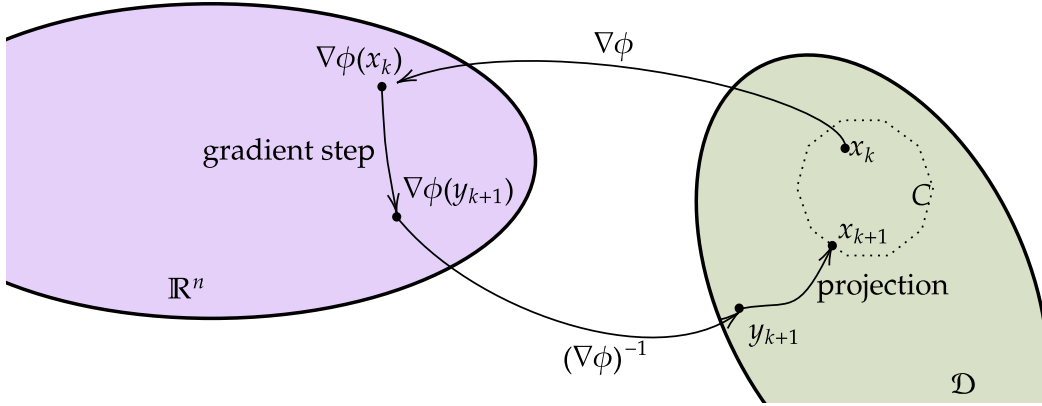 ∇ϕ
∇ϕ(x_k)
x_k
gradient step
∇ϕ(y_{k+1})
C
x_{k+1}
ℝ^n
projection
y_{k+1}
(∇ϕ)^{−1}
𝔇